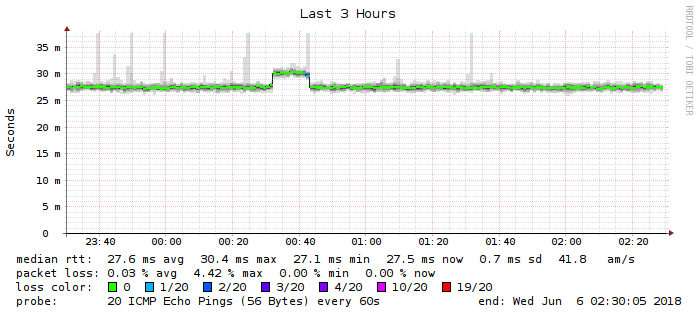 Last 3 Hours
RRDTOOL / TOBI OETIKER
Seconds
35 m
30 m
25 m
20 m
15 m
10 m
5 m
0
23:40 00:00 00:20 00:40 01:00 01:20 01:40 02:00 02:20
median rtt: 27.6 ms avg 30.4 ms max 27.1 ms min 27.5 ms now 0.7 ms sd 41.8 am/s
packet loss: 0.03 % avg 4.42 % max 0.00 % min 0.00 % now
loss color: 0 1/20 2/20 3/20 4/20 10/20 19/20
probe: 20 ICMP Echo Pings (56 Bytes) every 60s end: Wed Jun 6 02:30:05 2018